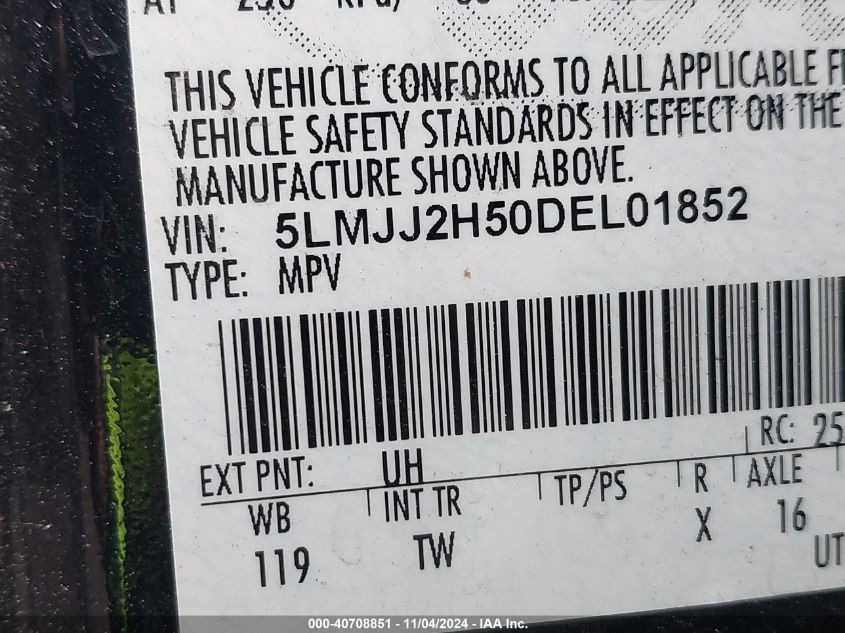 THIS VEHICLE CONFORMS TO ALL APPLICABLE
VEHICLE SAFETY STANDARDS IN EFFECT ON THE
MANUFACTURE SHOWN ABOVE.
VIN: 5LMJJ2H50DEL01852
TYPE: MPV
RC: 25
EXT PNT: UH
WB INT TR TP/PS R AXLE
119 TW X 16
UT
000-40708851 - 11/04/2024 - IAA Inc.